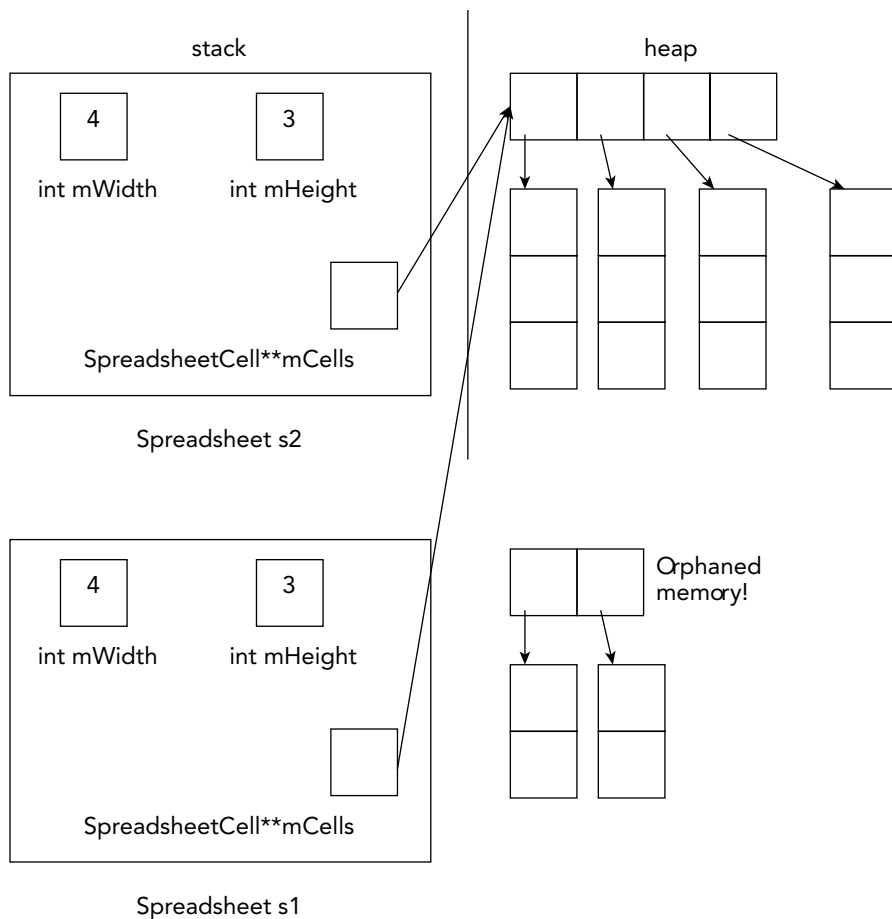 stack
heap
4
3
int mWidth
int mHeight
SpreadsheetCell**mCells
Spreadsheet s2
4
3
Orphaned
memory!
int mWidth
int mHeight
SpreadsheetCell**mCells
Spreadsheet s1